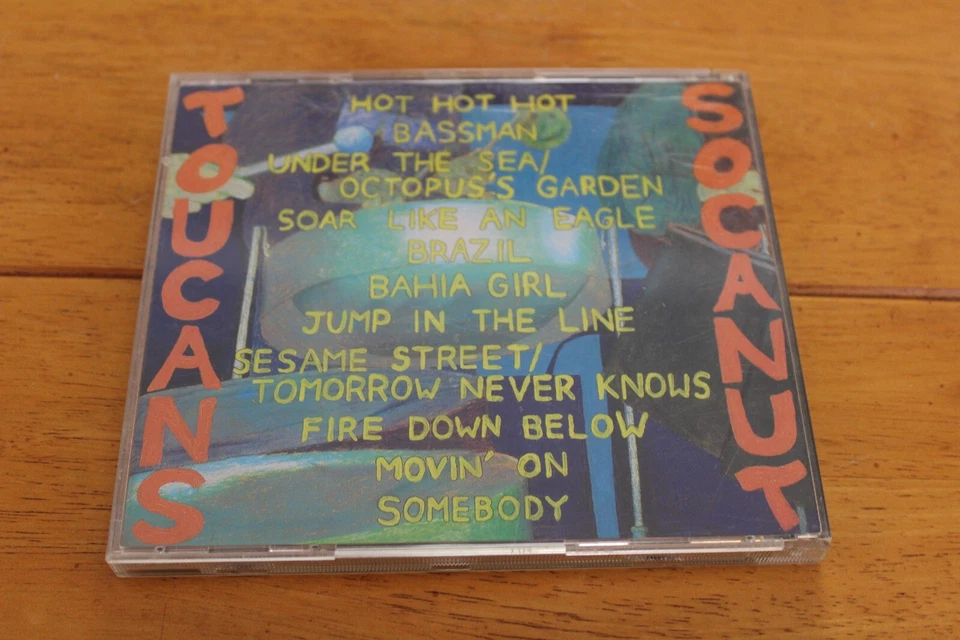 TOUCANS
HOT HOT HOT
BASSMAN
UNDER THE SEA/
OCTOPUS'S GARDEN
SOAR LIKE AN EAGLE
BRAZIL
BAHIA GIRL
JUMP IN THE LINE
SESAME STREET/
TOMORROW NEVER KNOWS
FIRE DOWN BELOW
MOVIN' ON
SOMEBODY
SOCANUT